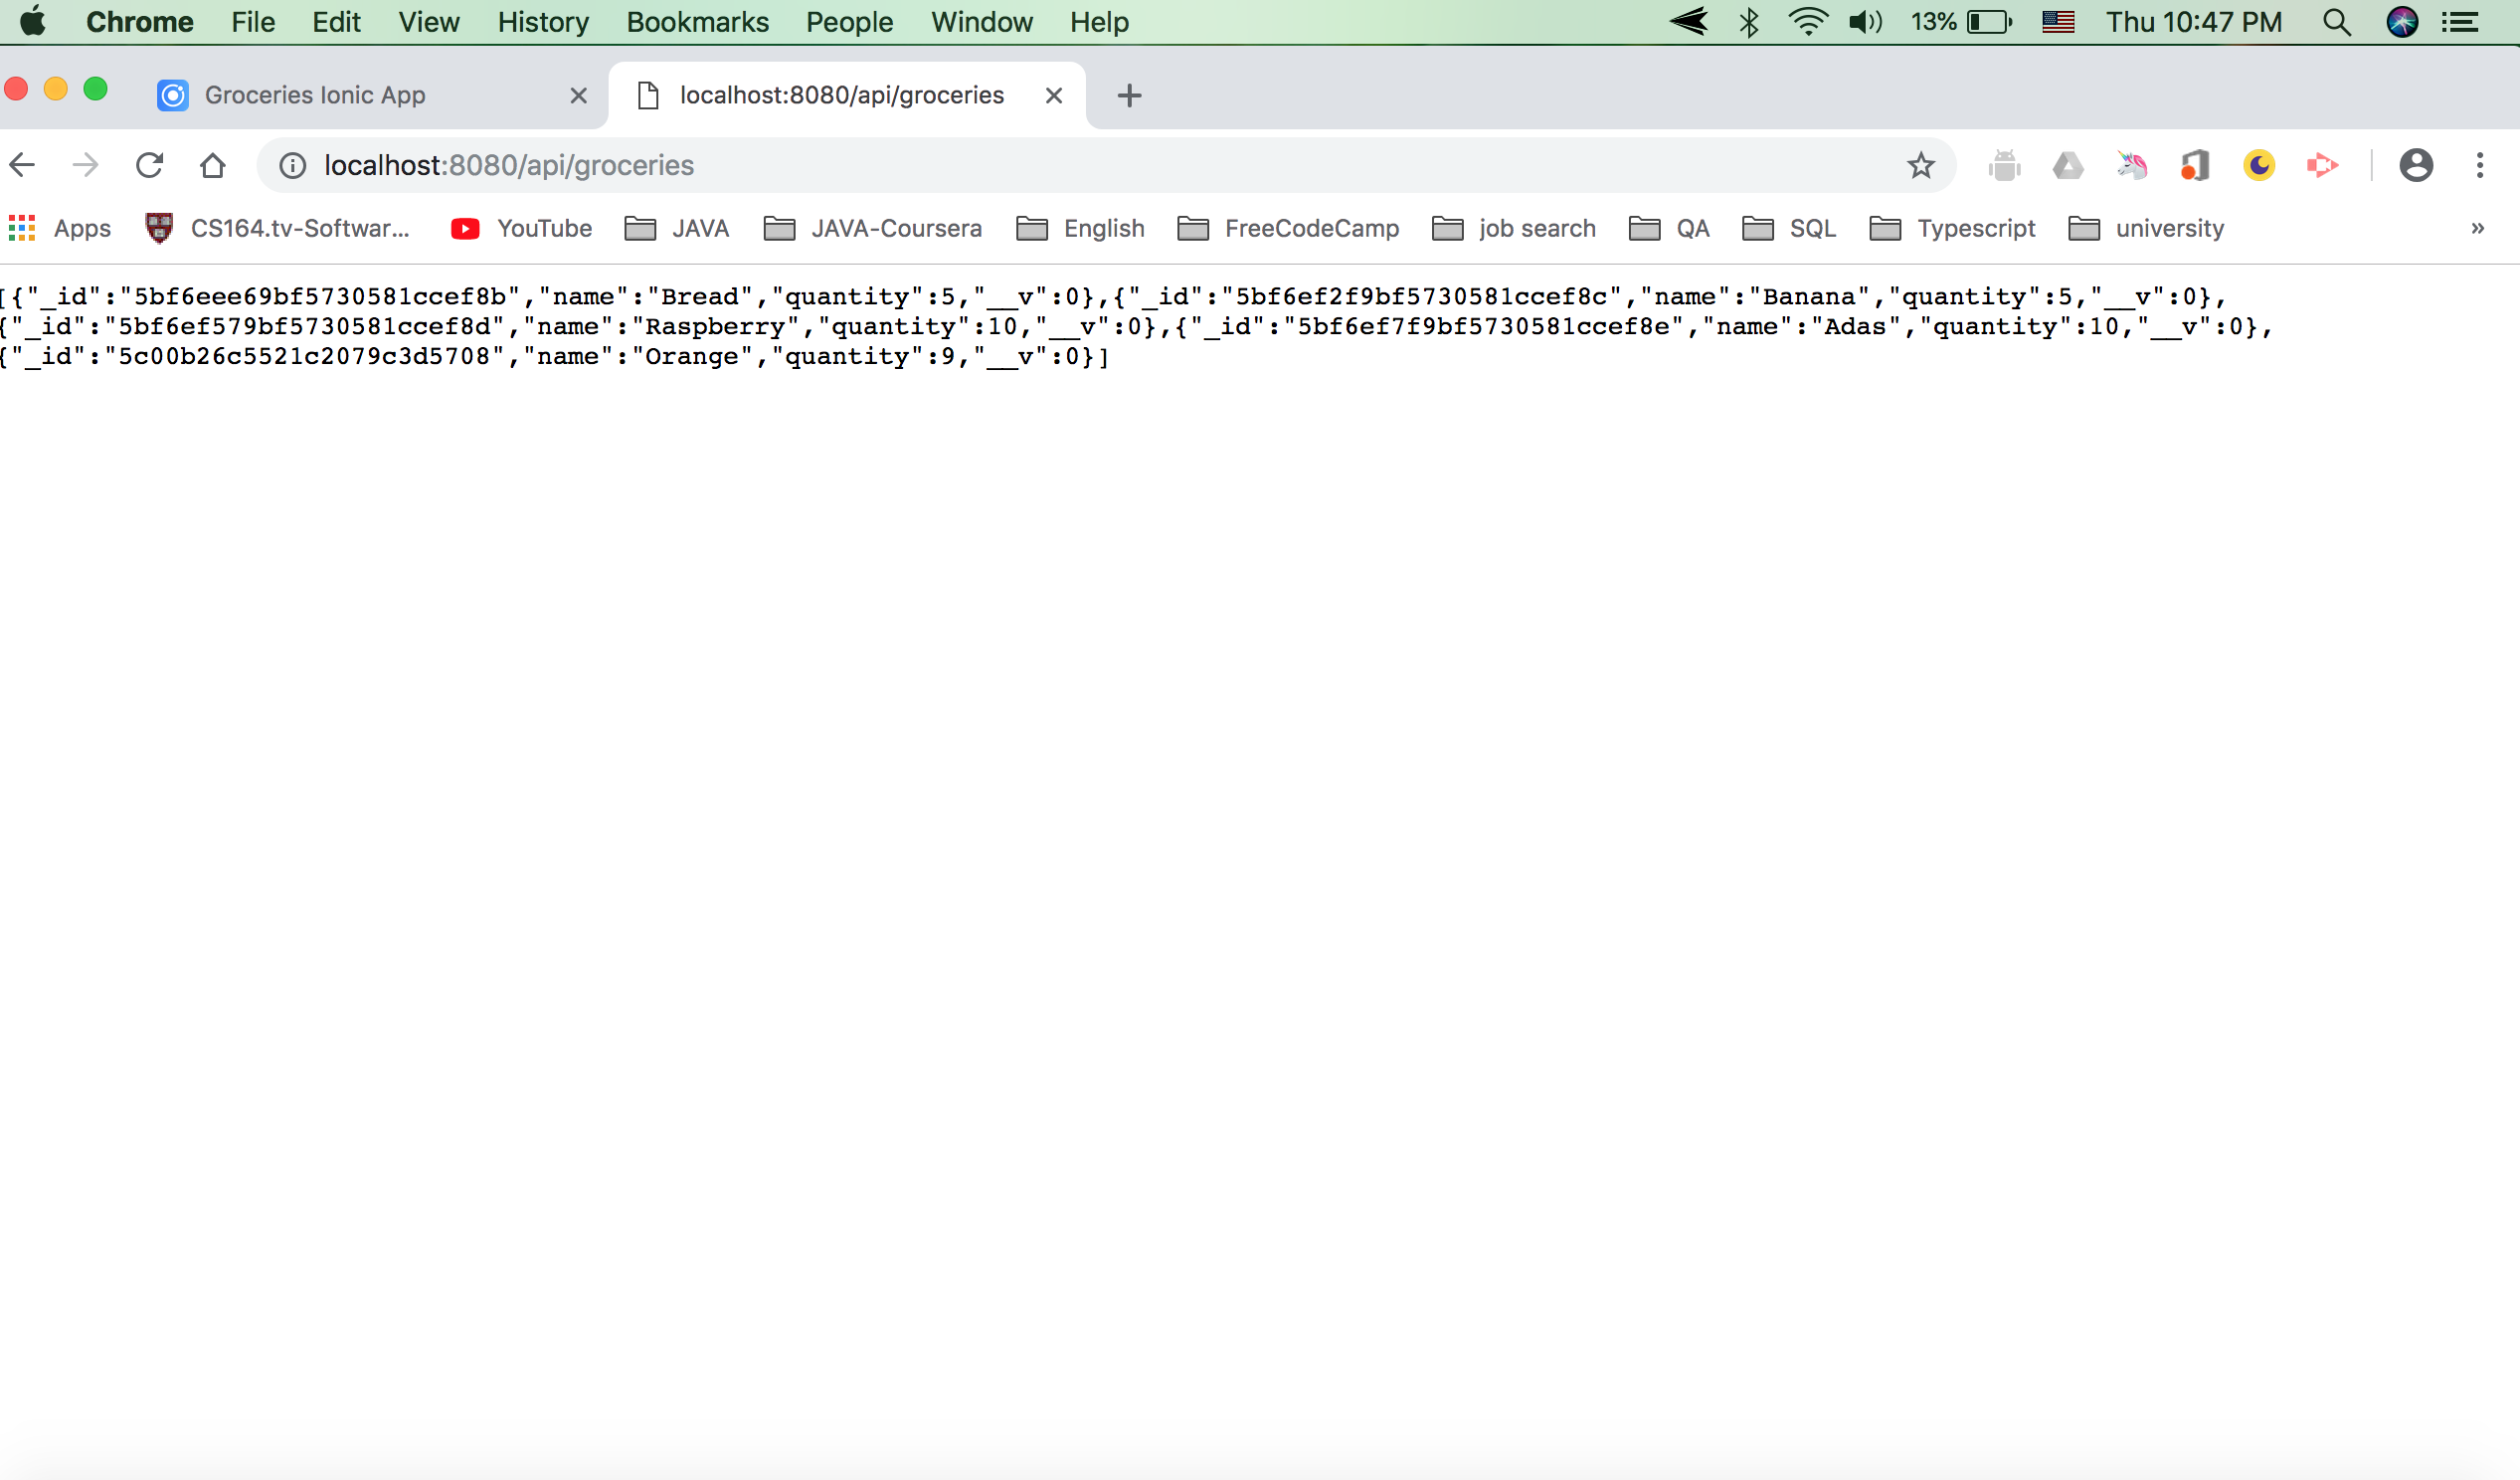 Chrome File Edit View History Bookmarks People Window Help 13% Thu 10:47 PM
Groceries Ionic App localhost:8080/api/groceries
localhost:8080/api/groceries
Apps CS164.tv-Softwar... YouTube JAVA JAVA-Coursera English FreeCodeCamp job search QA SQL Typescript university »
[{"_id":"5bf6eee69bf5730581ccef8b","name":"Bread","quantity":5,"__v":0},{"_id":"5bf6ef2f9bf5730581ccef8c","name":"Banana","quantity":5,"__v":0},
{"_id":"5bf6ef579bf5730581ccef8d","name":"Raspberry","quantity":10,"__v":0},{"_id":"5bf6ef7f9bf5730581ccef8e","name":"Adas","quantity":10,"__v":0},
{"_id":"5c00b26c5521c2079c3d5708","name":"Orange","quantity":9,"__v":0}]